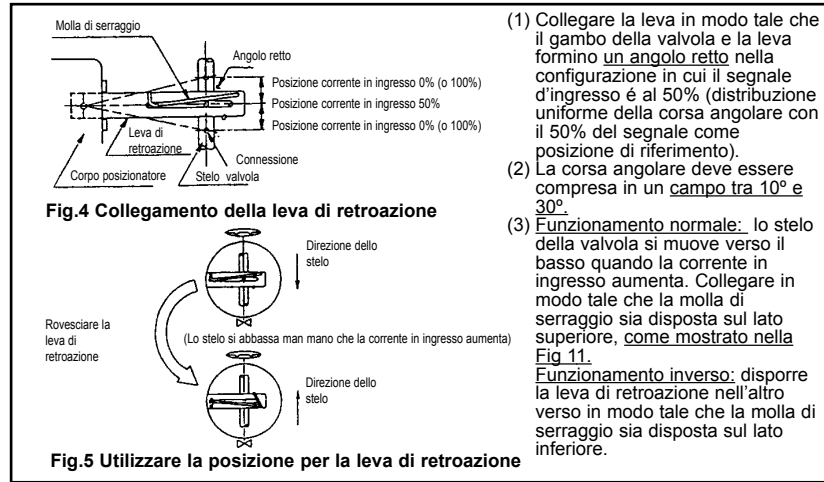 Molla di serraggio
Angolo retto
Posizione corrente in ingresso 0% (o 100%)
Posizione corrente in ingresso 50%
Posizione corrente in ingresso 0% (o 100%)
Leva di
retroazione
Connessione
Corpo posizionatore
Stelo valvola
Fig.4 Collegamento della leva di retroazione
Direzione dello
stelo
Rovesciare la
leva di
retroazione
(Lo stelo si abbassa man mano che la corrente in ingresso aumenta)
Direzione dello
stelo
Fig.5 Utilizzare la posizione per la leva di retroazione
(1) Collegare la leva in modo tale che
il gambo della valvola e la leva
formino un angolo retto nella
configurazione in cui il segnale
d'ingresso é al 50% (distribuzione
uniforme della corsa angolare con
il 50% del segnale come
posizione di riferimento).
(2) La corsa angolare deve essere
compresa in un campo tra 10º e
30º.
(3) Funzionamento normale: lo stelo
della valvola si muove verso il
basso quando la corrente in
ingresso aumenta. Collegare in
modo tale che la molla di
serraggio sia disposta sul lato
superiore, come mostrato nella
Fig 11.
Funzionamento inverso: disporre
la leva di retroazione nell'altro
verso in modo tale che la molla di
serraggio sia disposta sul lato
inferiore.